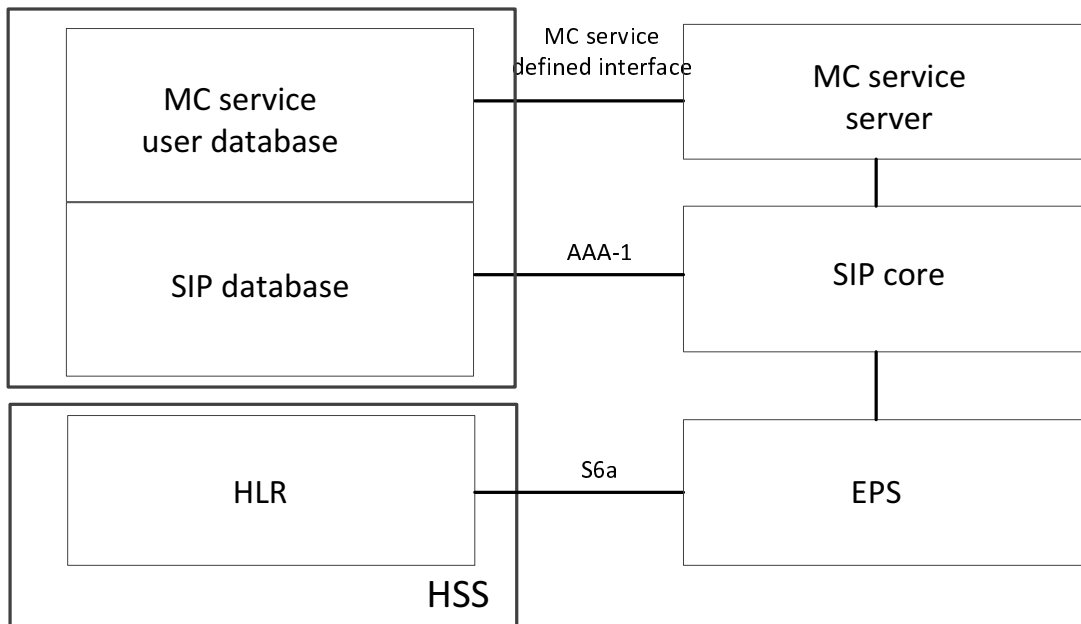 MC service
user database
MC service
defined interface
MC service
server
SIP database
AAA-1
SIP core
HLR
S6a
EPS
HSS